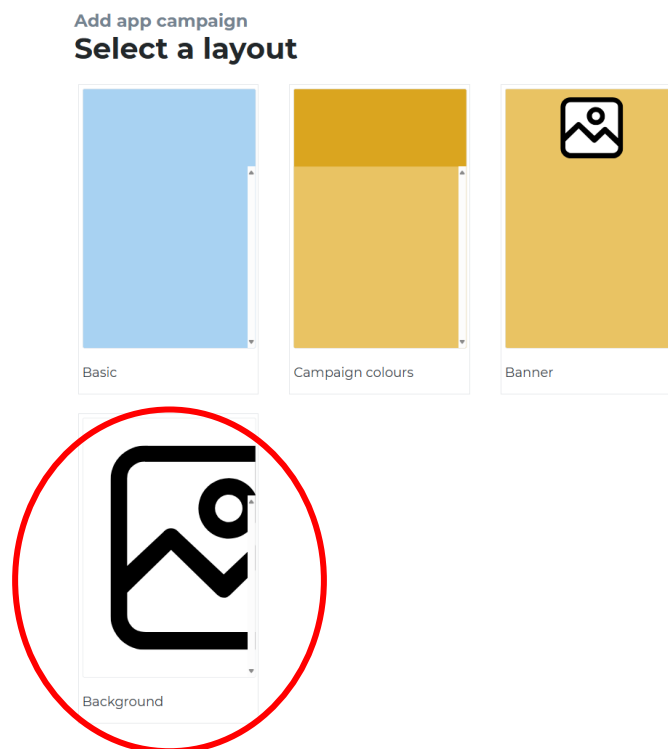 Add app campaign
Select a layout
Basic
Campaign colours
Banner
Background